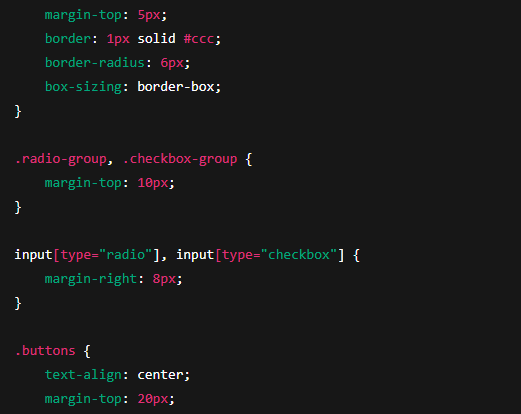 margin-top: 5px;
border: 1px solid #ccc;
border-radius: 6px;
box-sizing: border-box;
}
.radio-group, .checkbox-group {
margin-top: 10px;
}
input[type="radio"], input[type="checkbox"] {
margin-right: 8px;
}
.buttons {
text-align: center;
margin-top: 20px;